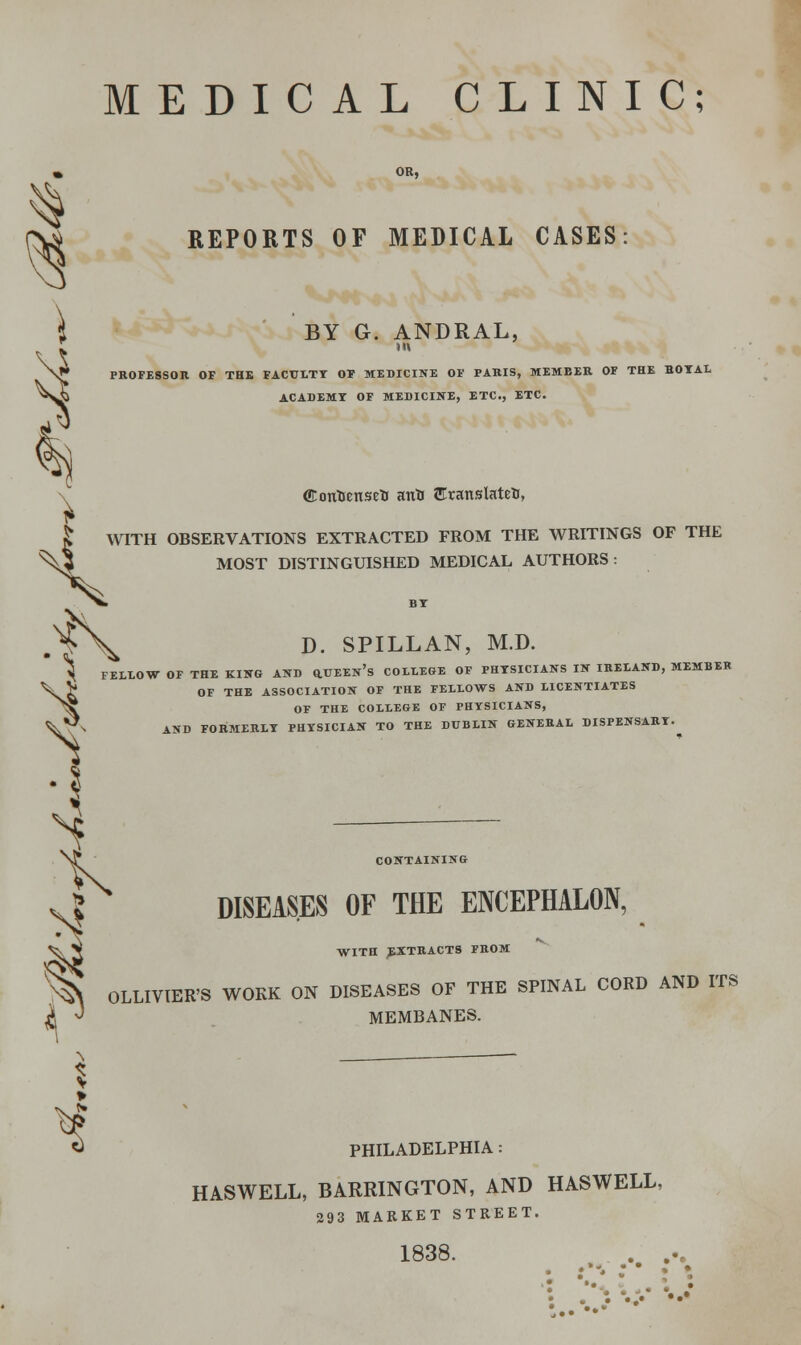 MEDICAL CLINIC;
OR,
REPORTS OF MEDICAL CASES:
BY G. ANDRAL,
PROFESSOR OF THE FACULTY OF MEDICINE OF PARIS, MEMBER OF THE ROYAL
ACADEMY OF MEDICINE, ETC., ETC.
Condensed and Translated,
WITH OBSERVATIONS EXTRACTED FROM THE WRITINGS OF THE
MOST DISTINGUISHED MEDICAL AUTHORS:
BY
D. SPILLAN, M.D.
FELLOW OF THE KING AND QUEEN'S COLLEGE OF PHYSICIANS IN IRELAND, MEMBER
OF THE ASSOCIATION OF THE FELLOWS AND LICENTIATES
OF THE COLLEGE OF PHYSICIANS,
AND FORMERLY PHYSICIAN TO THE DUBLIN GENERAL DISPENSARY.
CONTAINING
DISEASES OF THE ENCEPHALON,
WITH EXTRACTS FROM
OLLIVIER'S WORK ON DISEASES OF THE SPINAL CORD AND ITS
MEMBANES.
PHILADELPHIA:
HASWELL, BARRINGTON, AND HASWELL,
293 MARKET STREET.
1838.
Philosophical Society from D. John Bell.